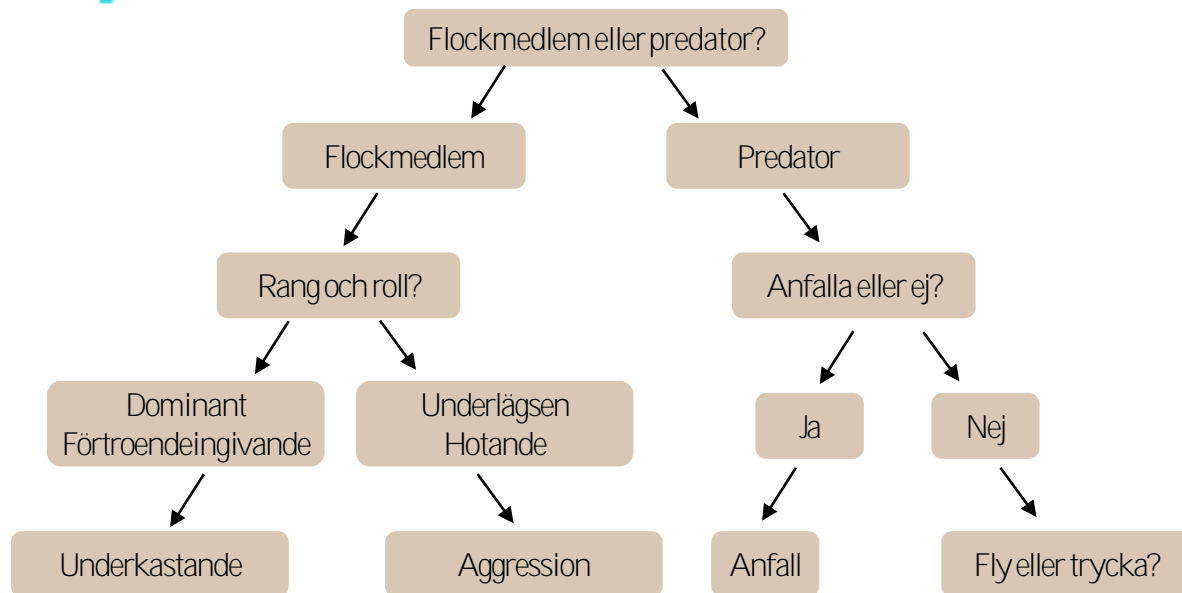 Flockmedlem eller predator?
Flockmedlem
Predator
Rang och roll?
Anfalla eller ej?
Dominant
Förtroendeingivande
Underlägsen
Hotande
Ja
Nej
Underkastande
Aggression
Anfall
Fly eller trycka?